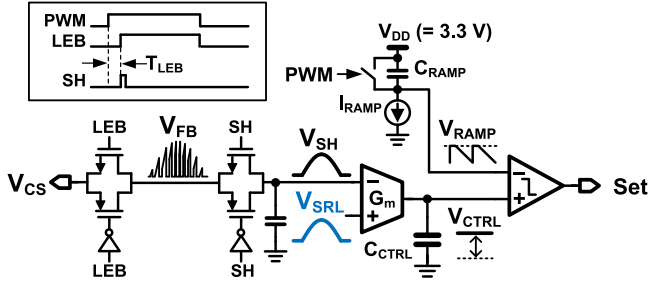 PWM
LEB
T_LEB
SH
V_DD (= 3.3 V)
PWM
C_RAMP
I_RAMP
V_RAMP
LEB
V_FB
SH
V_SH
V_CS
−
G_m
V_SRL
+
−
+
Set
V_CTRL
C_CTRL
LEB
SH